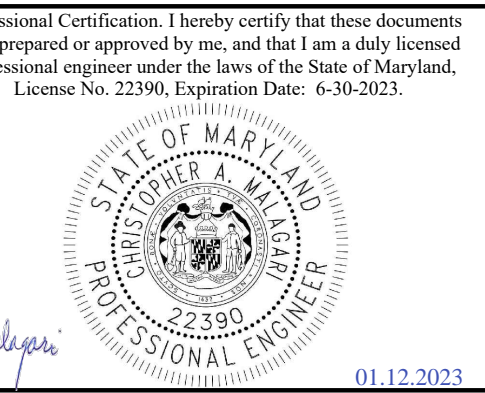 ssional Certification. I hereby certify that these documents
prepared or approved by me, and that I am a duly licensed
essional engineer under the laws of the State of Maryland,
License No. 22390, Expiration Date:  6-30-2023.
STATE OF MARYLAND
CHRISTOPHER A. MALAGARI
22390
PROFESSIONAL ENGINEER
1632
lagari
01.12.2023